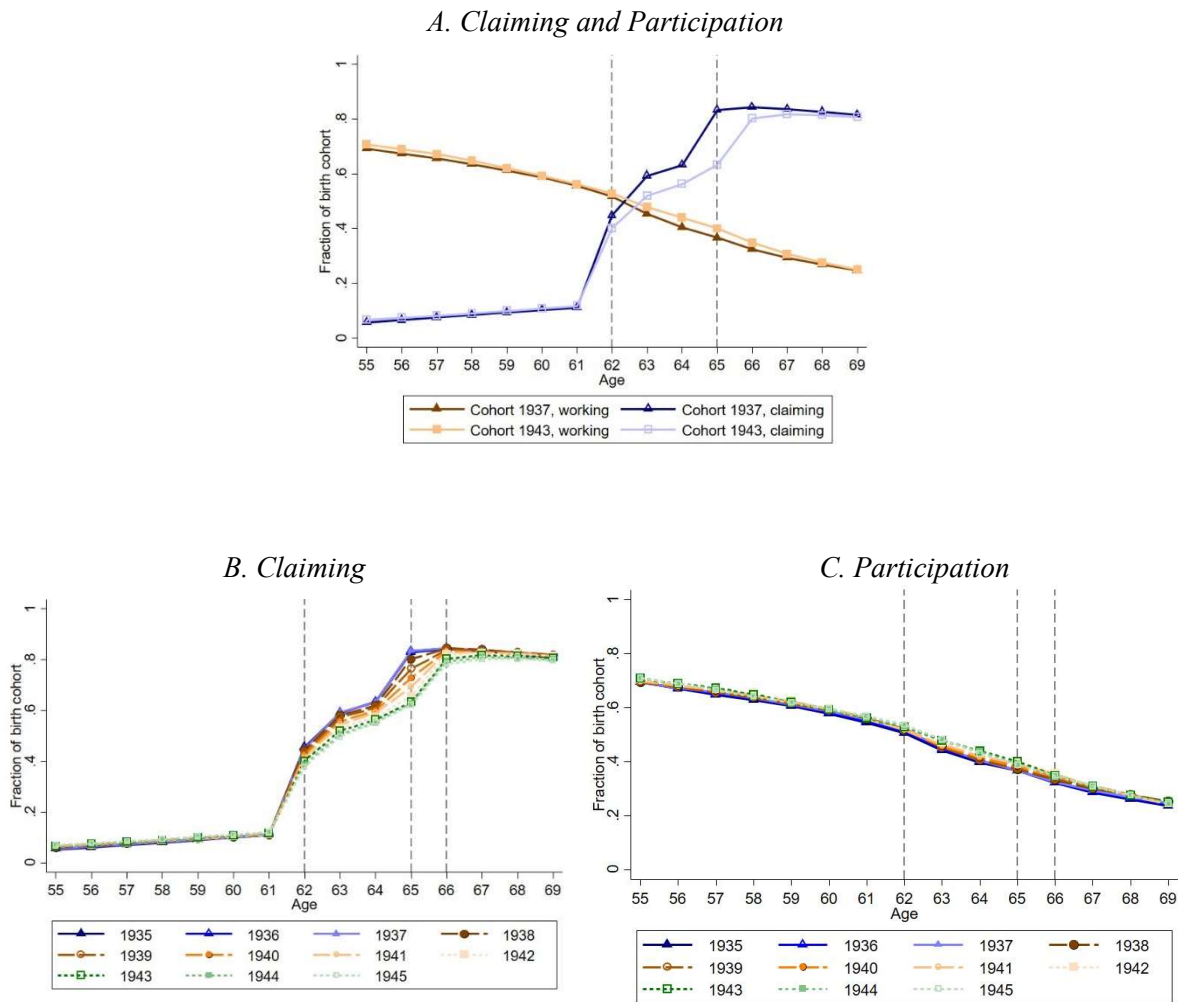 A. Claiming and Participation
Fraction of birth cohort
1
.8
.6
.4
.2
0
55 56 57 58 59 60 61 62 63 64 65 66 67 68 69
Age
Cohort 1937, working Cohort 1937, claiming
Cohort 1943, working Cohort 1943, claiming
B. Claiming
Fraction of birth cohort
1
.8
.6
.4
.2
0
55 56 57 58 59 60 61 62 63 64 65 66 67 68 69
Age
1935 1936 1937 1938
1939 1940 1941 1942
1943 1944 1945
C. Participation
Fraction of birth cohort
1
.8
.6
.4
.2
0
55 56 57 58 59 60 61 62 63 64 65 66 67 68 69
Age
1935 1936 1937 1938
1939 1940 1941 1942
1943 1944 1945